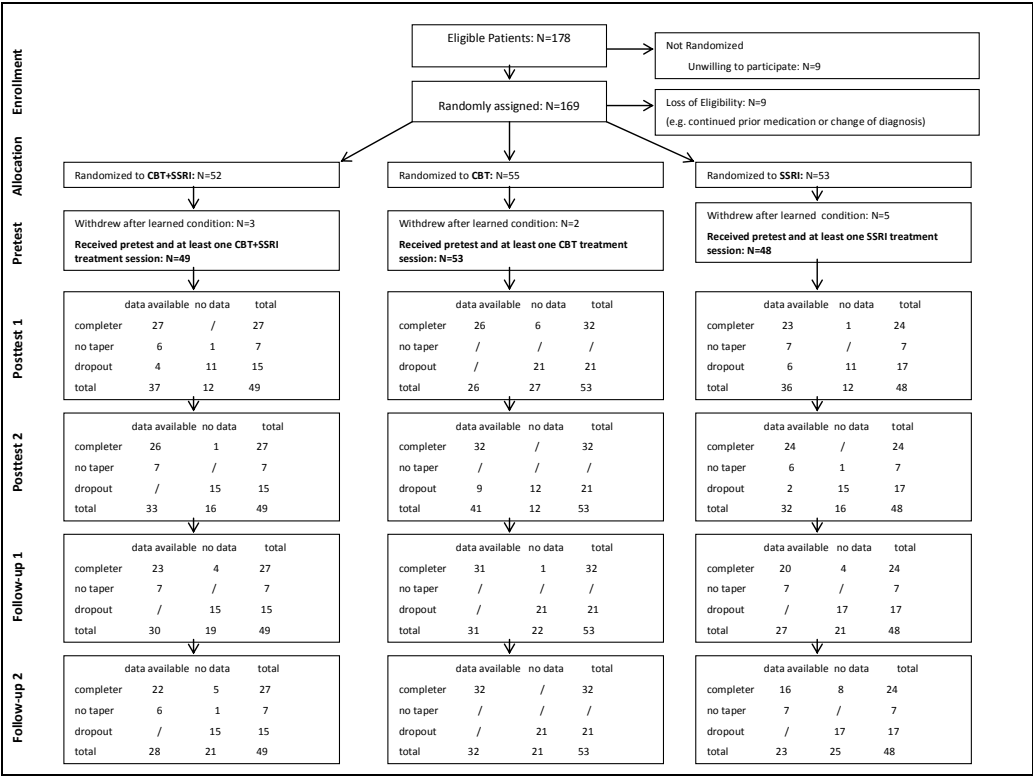 Enrollment
Eligible Patients: N=178
Not Randomized
Unwilling to participate: N=9
Randomly assigned: N=169
Loss of Eligibility: N=9
(e.g. continued prior medication or change of diagnosis)
Allocation
Randomized to CBT+SSRI: N=52
Randomized to CBT: N=55
Randomized to SSRI: N=53
Pretest
Withdrew after learned condition: N=3
Received pretest and at least one CBT+SSRI
treatment session: N=49
Withdrew after learned condition: N=2
Received pretest and at least one CBT treatment
session: N=53
Withdrew after learned condition: N=5
Received pretest and at least one SSRI treatment
session: N=48
Posttest 1
data available no data total
completer 27 / 27
no taper 6 1 7
dropout 4 11 15
total 37 12 49
data available no data total
completer 26 6 32
no taper / / /
dropout / 21 21
total 26 27 53
data available no data total
completer 23 1 24
no taper 7 / 7
dropout 6 11 17
total 36 12 48
Posttest 2
data available no data total
completer 26 1 27
no taper 7 / 7
dropout / 15 15
total 33 16 49
data available no data total
completer 32 / 32
no taper / / /
dropout 9 12 21
total 41 12 53
data available no data total
completer 24 / 24
no taper 6 1 7
dropout 2 15 17
total 32 16 48
Follow-up 1
data available no data total
completer 23 4 27
no taper 7 / 7
dropout / 15 15
total 30 19 49
data available no data total
completer 31 1 32
no taper / / /
dropout / 21 21
total 31 22 53
data available no data total
completer 20 4 24
no taper 7 / 7
dropout / 17 17
total 27 21 48
Follow-up 2
data available no data total
completer 22 5 27
no taper 6 1 7
dropout / 15 15
total 28 21 49
data available no data total
completer 32 / 32
no taper / / /
dropout / 21 21
total 32 21 53
data available no data total
completer 16 8 24
no taper 7 / 7
dropout / 17 17
total 23 25 48